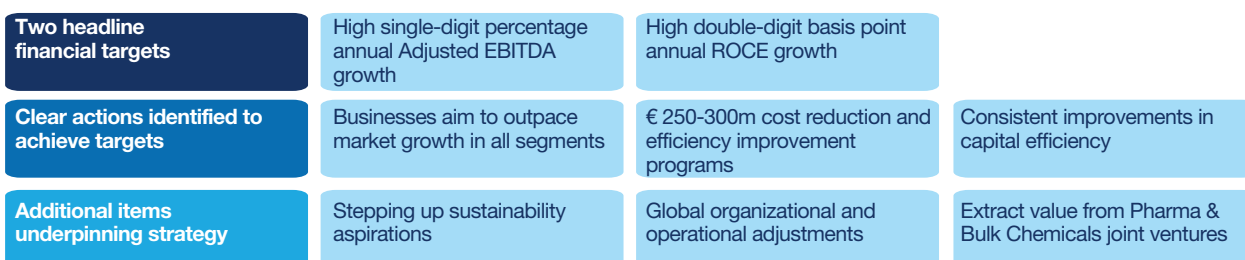 Two headline
financial targets
High single-digit percentage
annual Adjusted EBITDA
growth
High double-digit basis point
annual ROCE growth
Clear actions identified to
achieve targets
Businesses aim to outpace
market growth in all segments
€ 250-300m cost reduction and
efficiency improvement
programs
Consistent improvements in
capital efficiency
Additional items
underpinning strategy
Stepping up sustainability
aspirations
Global organizational and
operational adjustments
Extract value from Pharma &
Bulk Chemicals joint ventures